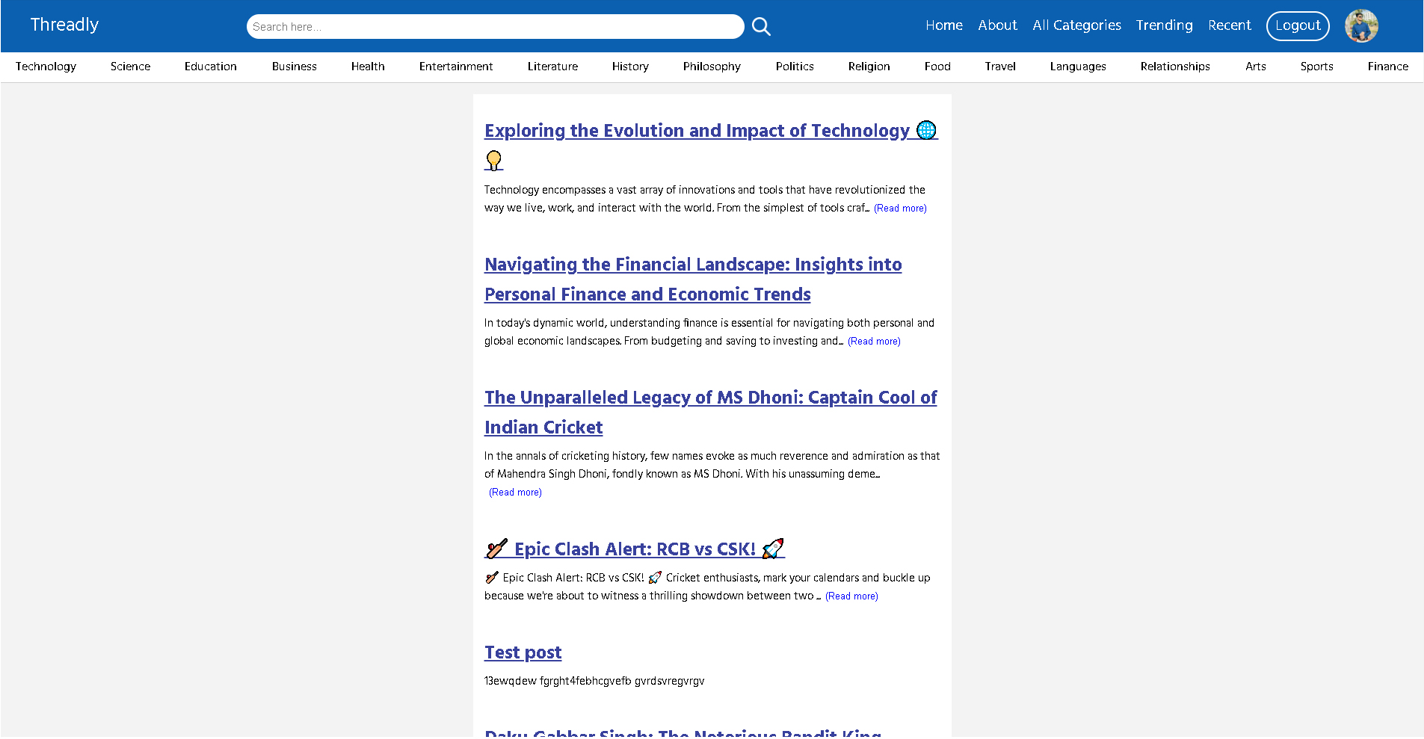 Threadly
Search here...
Home About All Categories Trending Recent Logout
Technology Science Education Business Health Entertainment Literature History Philosophy Politics Religion Food Travel Languages Relationships Arts Sports Finance
Exploring the Evolution and Impact of Technology 🌐
💡
Technology encompasses a vast array of innovations and tools that have revolutionized the
way we live, work, and interact with the world. From the simplest of tools craf... (Read more)
Navigating the Financial Landscape: Insights into
Personal Finance and Economic Trends
In today's dynamic world, understanding finance is essential for navigating both personal and
global economic landscapes. From budgeting and saving to investing and... (Read more)
The Unparalleled Legacy of MS Dhoni: Captain Cool of
Indian Cricket
In the annals of cricketing history, few names evoke as much reverence and admiration as that
of Mahendra Singh Dhoni, fondly known as MS Dhoni. With his unassuming deme...
(Read more)
🏏 Epic Clash Alert: RCB vs CSK! 🚀
🏏 Epic Clash Alert: RCB vs CSK! 🚀 Cricket enthusiasts, mark your calendars and buckle up
because we're about to witness a thrilling showdown between two ... (Read more)
Test post
13ewqdew fgrght4febhcgvefb gvrdsvregvrgv
Daku Gabbar Singh: The Notorious Bandit King